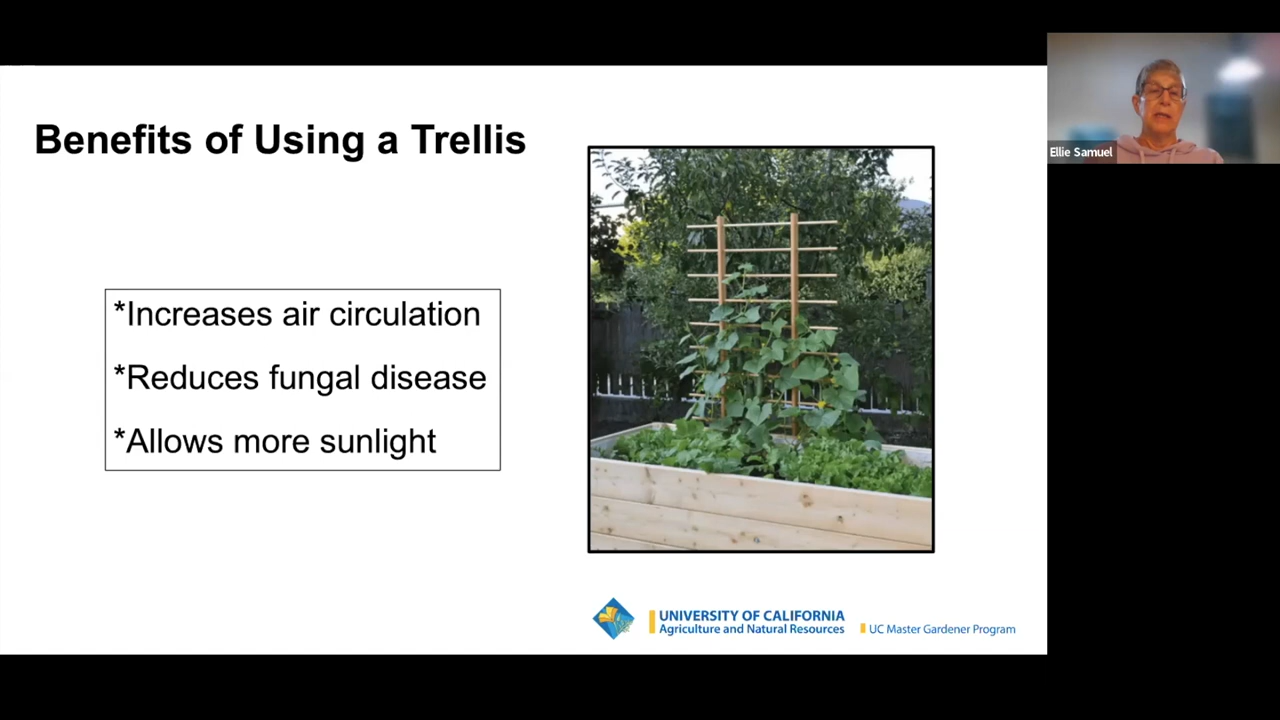 Benefits of Using a Trellis
*Increases air circulation
*Reduces fungal disease
*Allows more sunlight
UNIVERSITY OF CALIFORNIA
Agriculture and Natural Resources
UC Master Gardener Program
Ellie Samuel